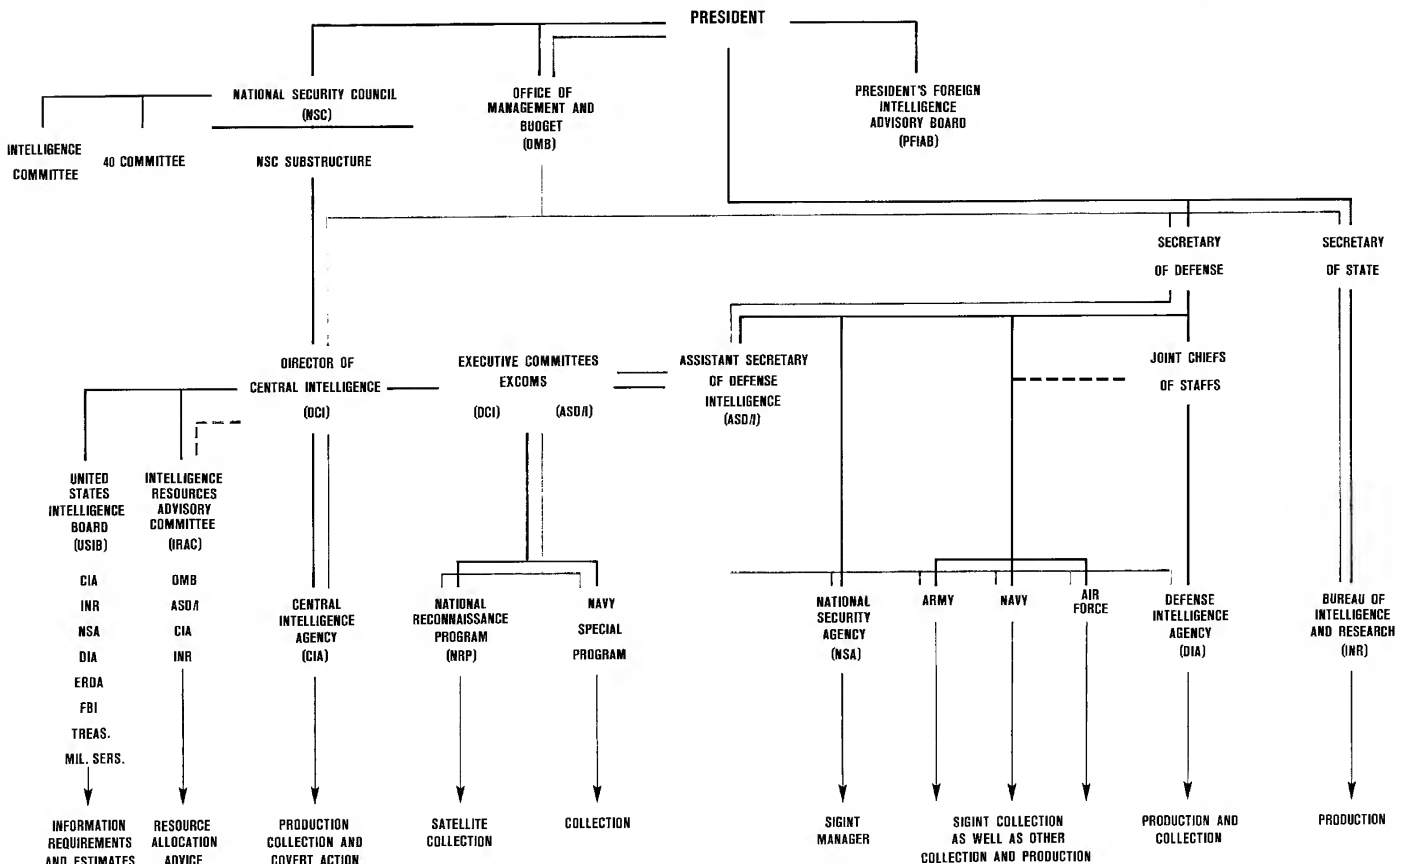 PRESIDENT
NATIONAL SECURITY COUNCIL
(NSC)
OFFICE OF
MANAGEMENT AND
BUDGET
(OMB)
PRESIDENT'S FOREIGN
INTELLIGENCE
ADVISORY BOARD
(PFIAB)
INTELLIGENCE
COMMITTEE
40 COMMITTEE
NSC SUBSTRUCTURE
SECRETARY
OF DEFENSE
SECRETARY
OF STATE
DIRECTOR OF
CENTRAL INTELLIGENCE
(DCI)
EXECUTIVE COMMITTEES
EXCOMS
(DCI) (ASD/I)
ASSISTANT SECRETARY
OF DEFENSE
INTELLIGENCE
(ASD/I)
JOINT CHIEFS
OF STAFFS
UNITED
STATES
INTELLIGENCE
BOARD
(USIB)
CIA
INR
NSA
DIA
ERDA
FBI
TREAS.
MIL. SERS.
INTELLIGENCE
RESOURCES
ADVISORY
COMMITTEE
(IRAC)
OMB
ASD/I
CIA
INR
CENTRAL
INTELLIGENCE
AGENCY
(CIA)
NATIONAL
RECONNAISSANCE
PROGRAM
(NRP)
NAVY
SPECIAL
PROGRAM
NATIONAL
SECURITY
AGENCY
(NSA)
ARMY
NAVY
AIR
FORCE
DEFENSE
INTELLIGENCE
AGENCY
(DIA)
BUREAU OF
INTELLIGENCE
AND RESEARCH
(INR)
INFORMATION
REQUIREMENTS
AND ESTIMATES
RESOURCE
ALLOCATION
ADVICE
PRODUCTION
COLLECTION AND
COVERT ACTION
SATELLITE
COLLECTION
COLLECTION
SIGINT
MANAGER
SIGINT COLLECTION
AS WELL AS OTHER
COLLECTION AND PRODUCTION
PRODUCTION AND
COLLECTION
PRODUCTION